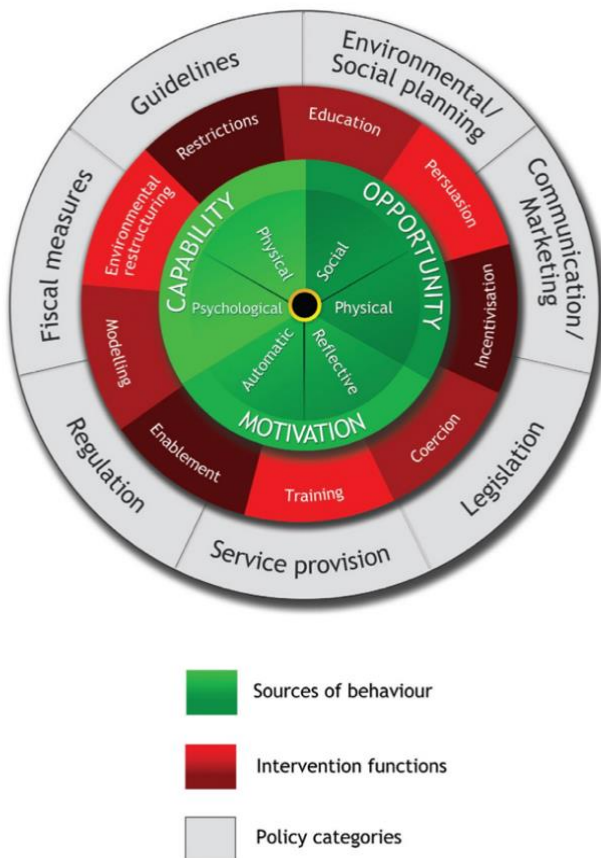 Guidelines
Environmental/
Social planning
Communication/
Marketing
Legislation
Service provision
Regulation
Fiscal measures
Restrictions
Education
Persuasion
Incentivisation
Coercion
Training
Enablement
Modelling
Environmental
restructuring
CAPABILITY
OPPORTUNITY
MOTIVATION
Physical
Social
Psychological
Physical
Automatic
Reflective
Sources of behaviour
Intervention functions
Policy categories